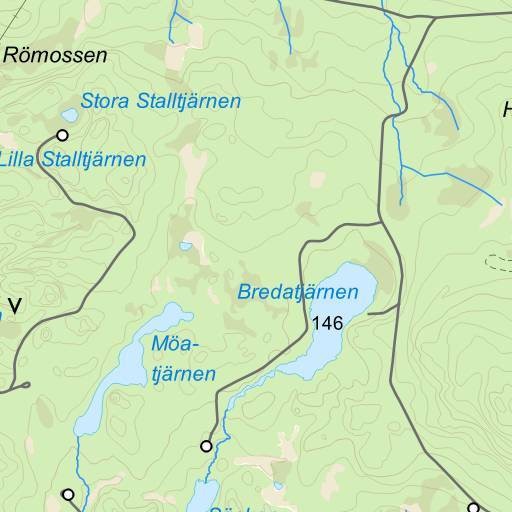 Römossen
Stora Stalltjärnen
Lilla Stalltjärnen
Bredatjärnen
146
V
Möa-
tjärnen